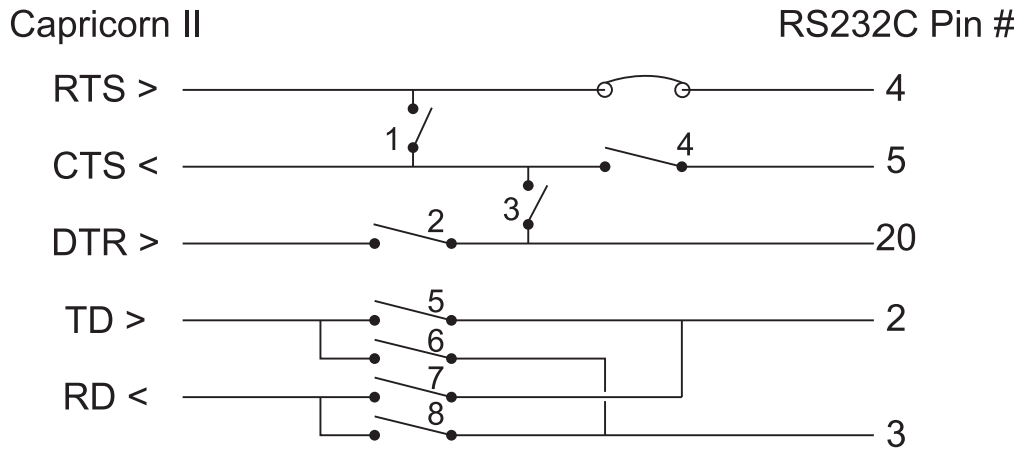 Capricorn II RS232C Pin #
RTS > 4
1
CTS < 4 5
3
DTR > 2 20
TD > 5 2
6
RD < 7
8 3